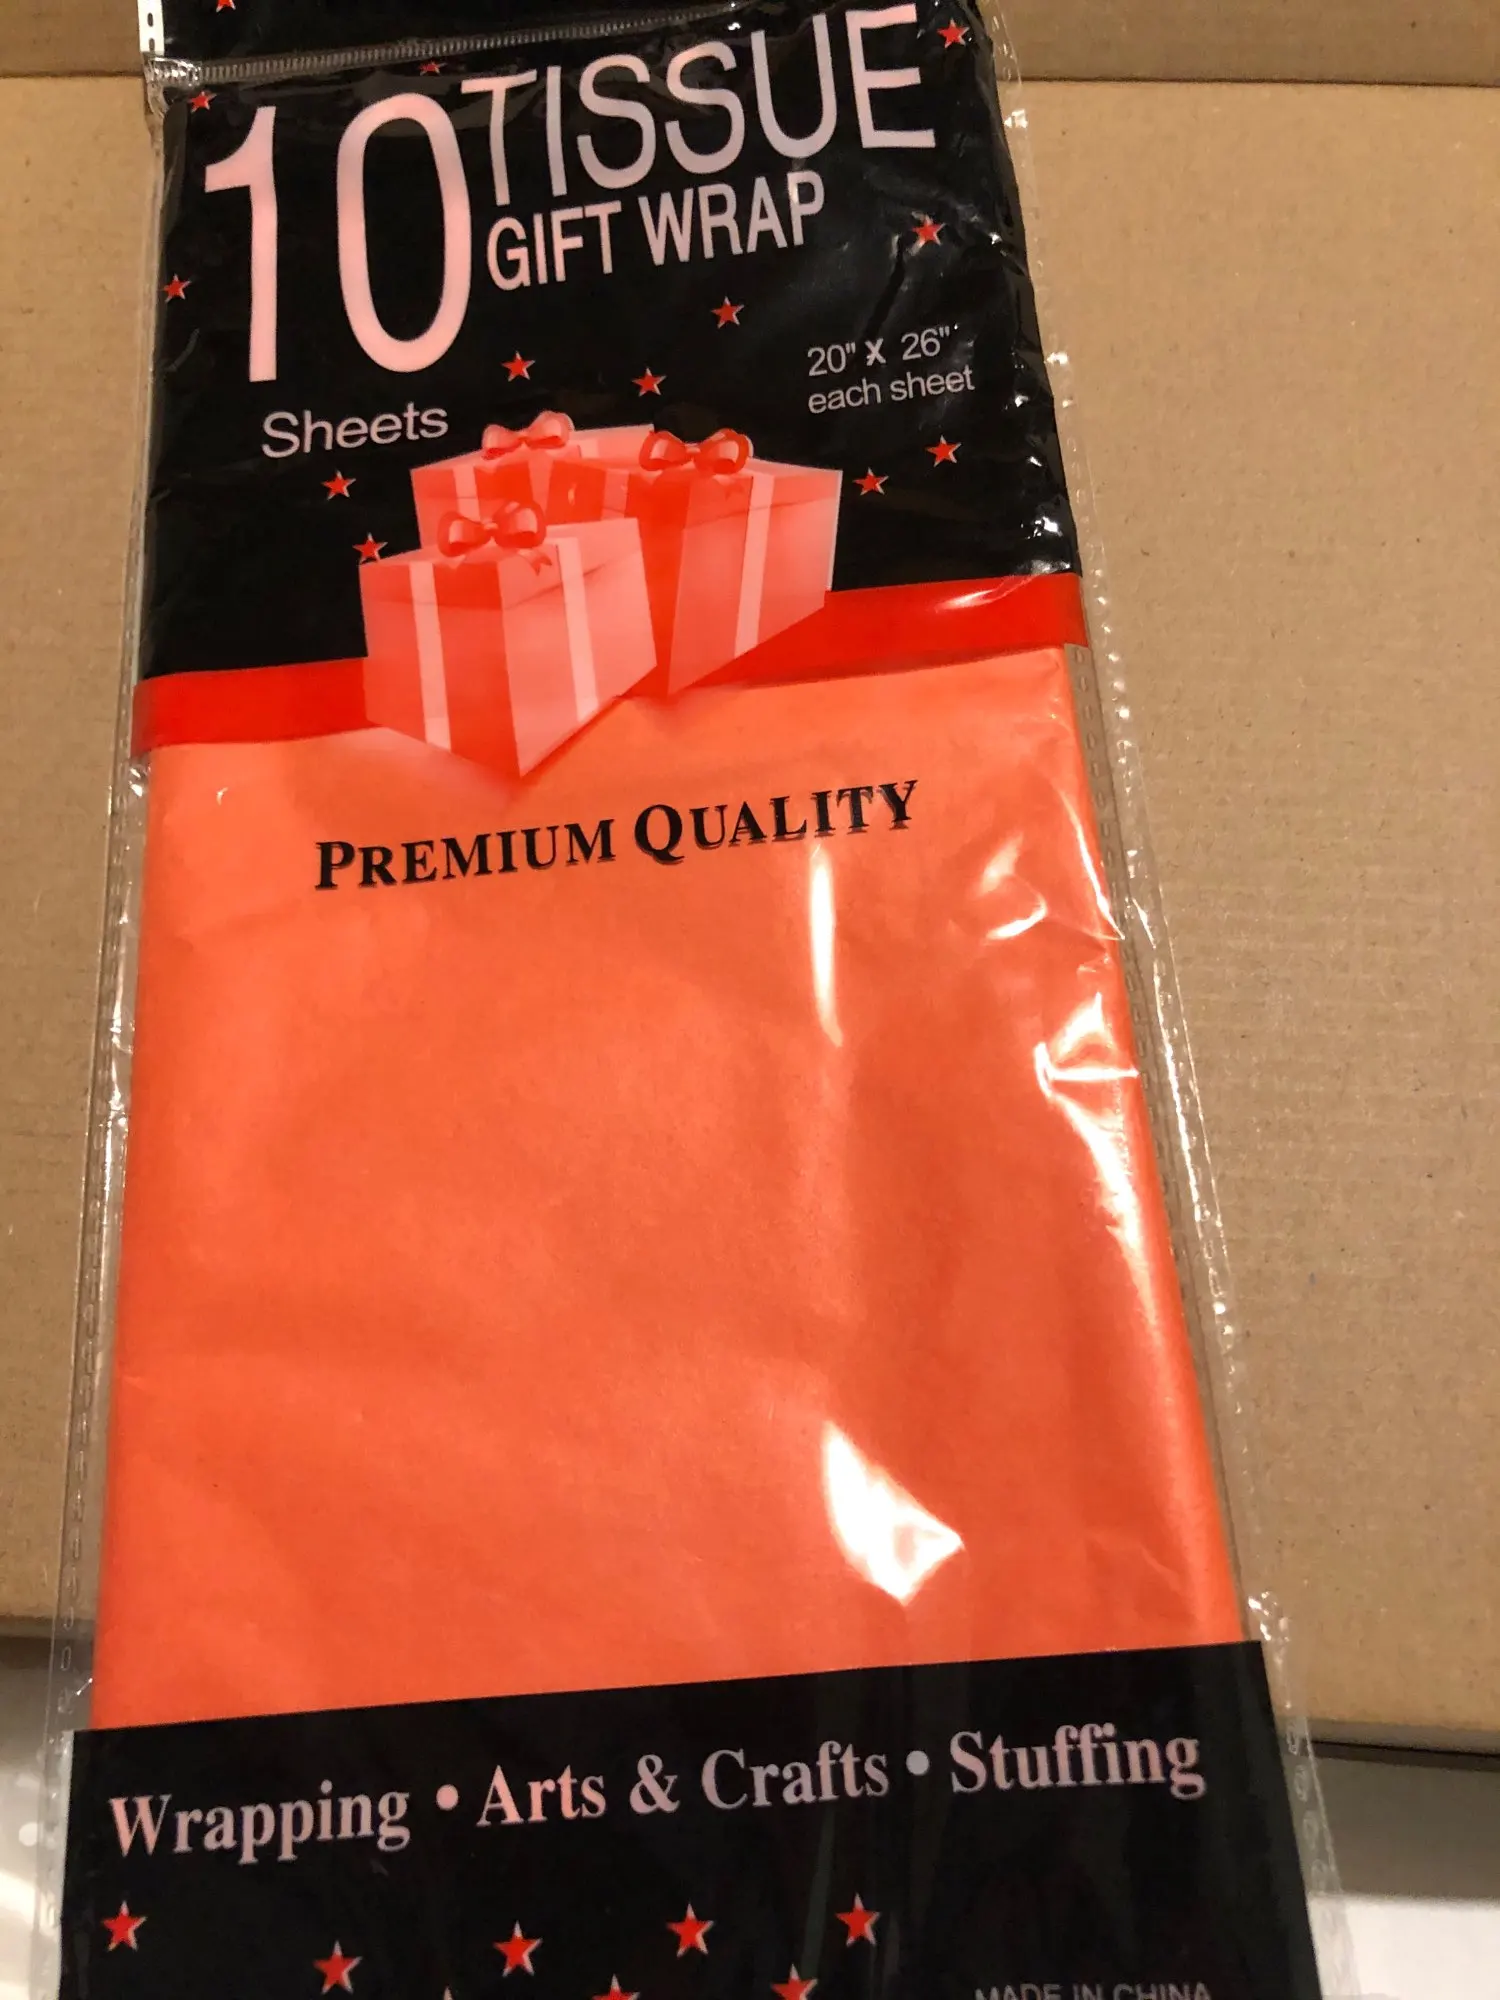 10 TISSUE
GIFT WRAP
Sheets
20" X 26"
each sheet
PREMIUM QUALITY
Wrapping • Arts & Crafts • Stuffing
MADE IN CHINA